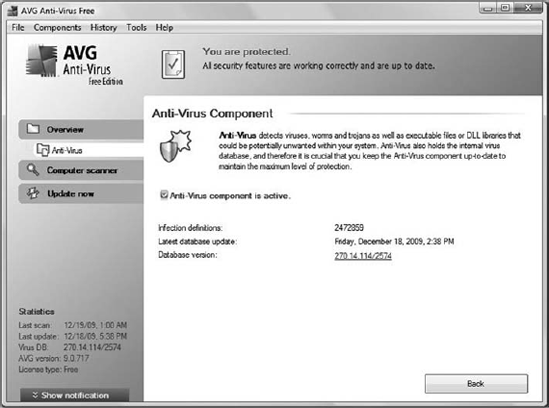 AVG Anti-Virus Free
File Components History Tools Help
AVG
Anti-Virus
Free Edition
You are protected.
All security features are working correctly and are up to date.
Overview
Anti-Virus
Computer scanner
Update now
Anti-Virus Component
Anti-Virus detects viruses, worms and trojans as well as executable files or DLL libraries that
could be potentially unwanted within your system. Anti-Virus also holds the internal virus
database, and therefore it is crucial that you keep the Anti-Virus component up-to-date to
maintain the maximum level of protection.
Anti-Virus component is active.
Infection definitions: 2472859
Latest database update: Friday, December 18, 2009, 2:38 PM
Database version: 270.14.114/2574
Statistics
Last scan: 12/19/09, 1:00 AM
Last update: 12/18/09, 5:38 PM
Virus DB: 270.14.114/2574
AVG version: 9.0.717
License type: Free
Show notification
Back